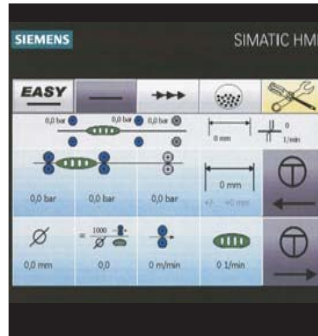 SIEMENS
SIMATIC HMI
EASY
0,0 bar 0,0 bar 0,0 bar
0 mm
0
1/min
0,0 bar 0,0 bar 0,0 bar
0 mm
+/- +0 mm
= 1000
0,0 mm 0,0 0 m/min 0 1/min